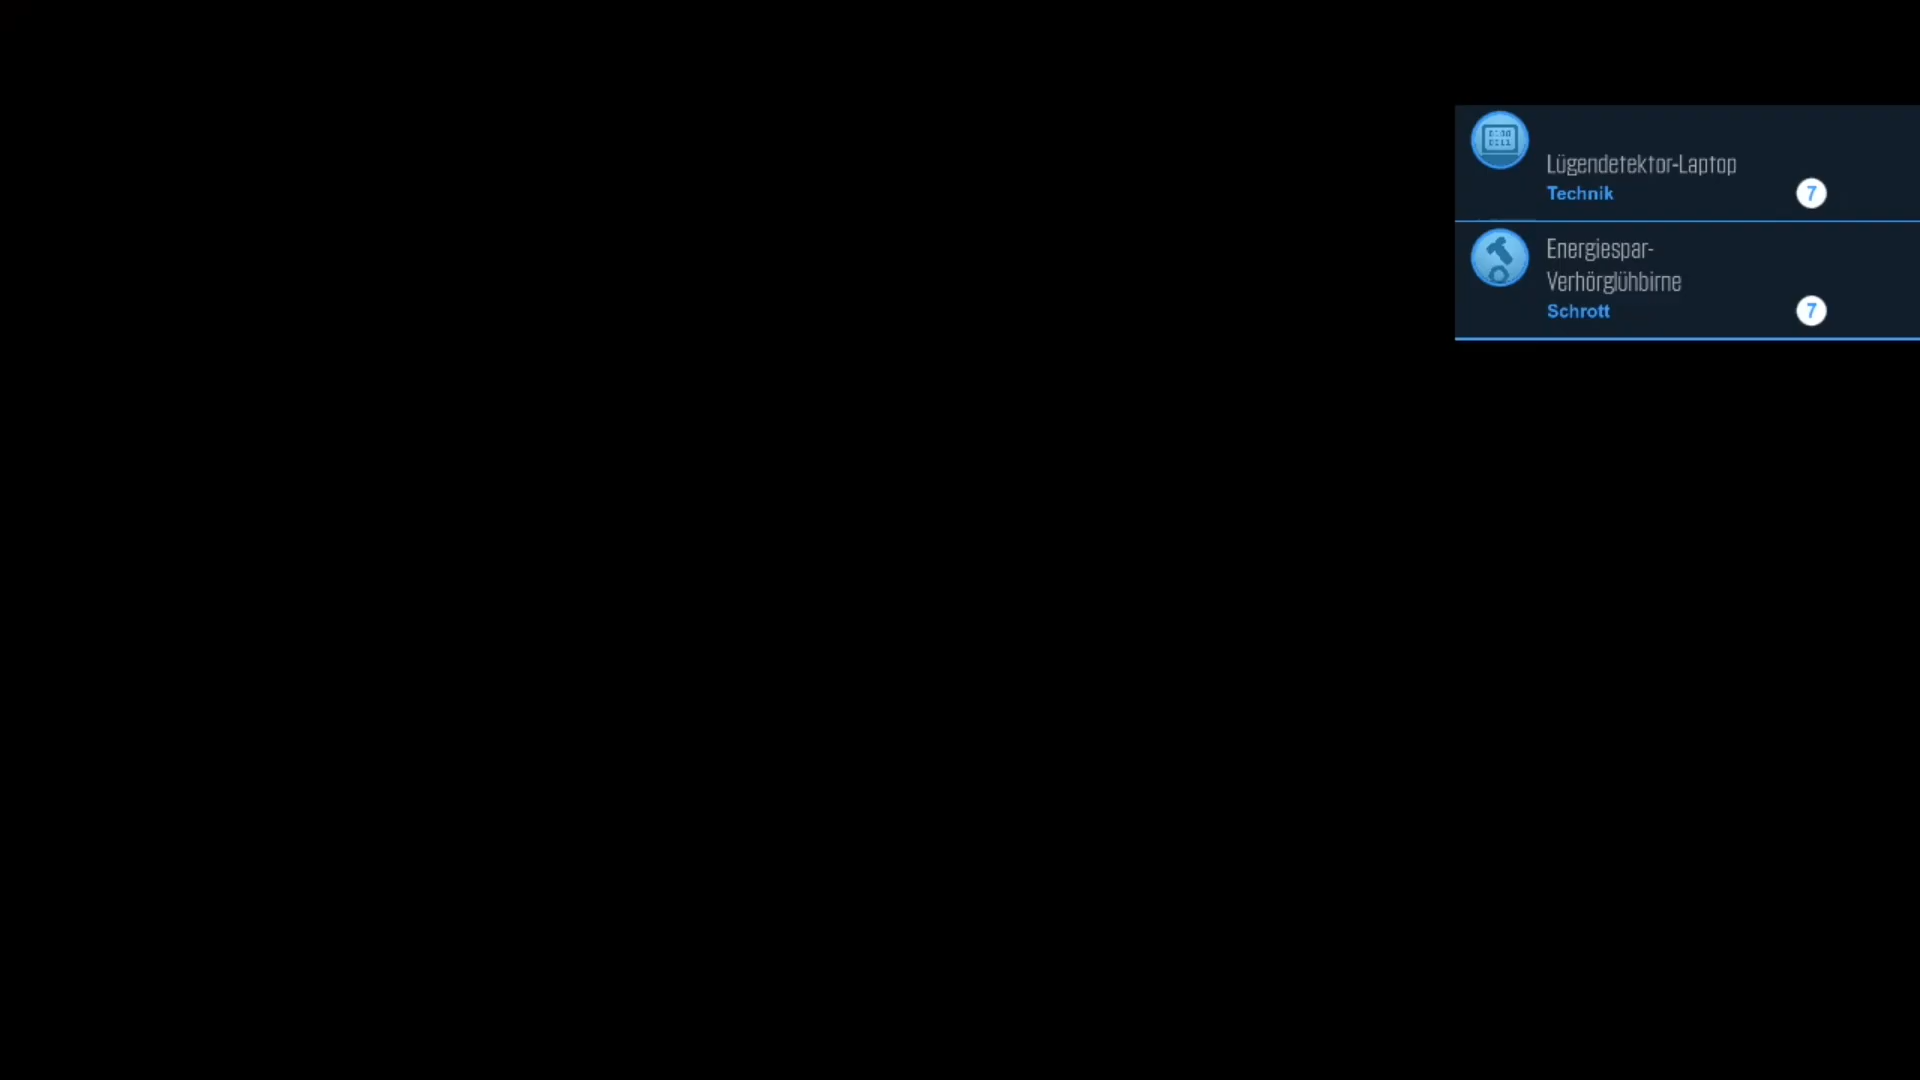 Lügendetektor-Laptop
Technik 7
Energiespar-
Verhörglühbirne
Schrott 7